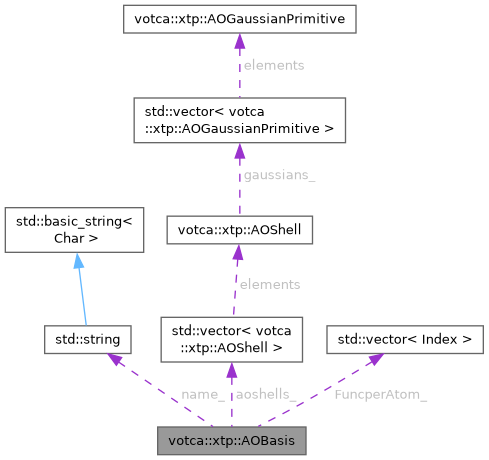 votca::xtp::AOGaussianPrimitive
elements
std::vector< votca
::xtp::AOGaussianPrimitive >
gaussians_
std::basic_string<
Char >
votca::xtp::AOShell
elements
std::string
std::vector< votca
::xtp::AOShell >
std::vector< Index >
name_
aoshells_
FuncperAtom_
votca::xtp::AOBasis